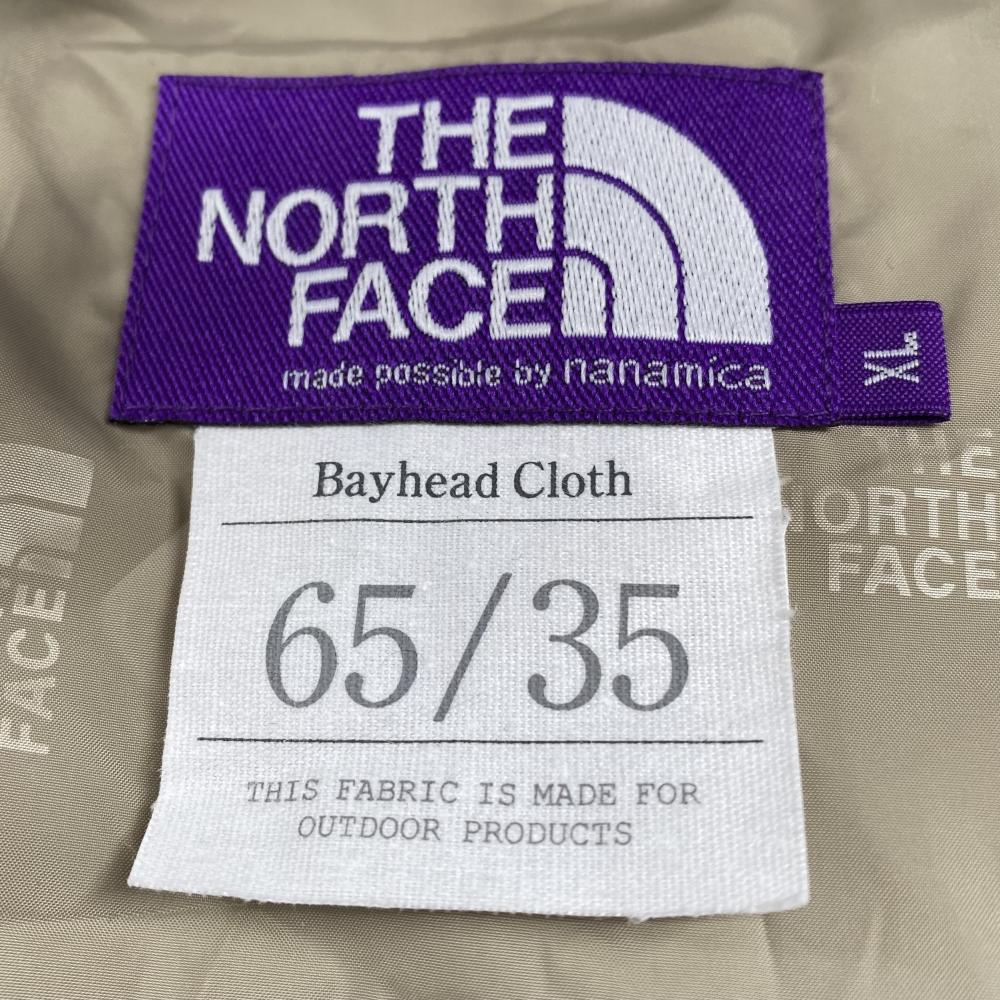 THE
NORTH
FACE
made possible by nanamica
XL
Bayhead Cloth
65/35
THIS FABRIC IS MADE FOR
OUTDOOR PRODUCTS
FACE
THE
NORTH
FACE